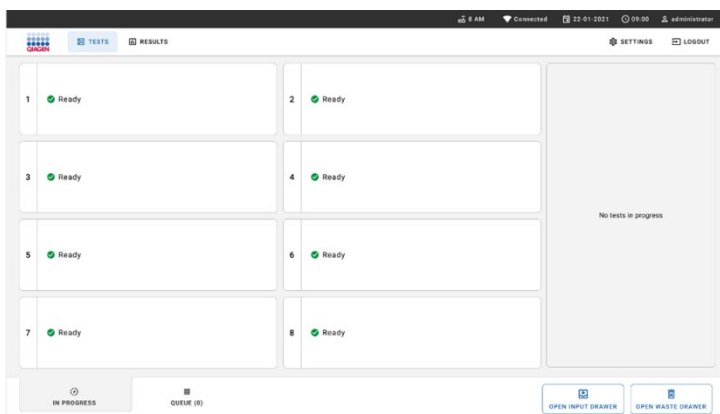 8 AM Connected 22-01-2021 09:00 administrator
QIAGEN TESTS RESULTS SETTINGS LOGOUT
1 Ready 2 Ready
3 Ready 4 Ready
No tests in progress
5 Ready 6 Ready
7 Ready 8 Ready
IN PROGRESS QUEUE (0) OPEN INPUT DRAWER OPEN WASTE DRAWER